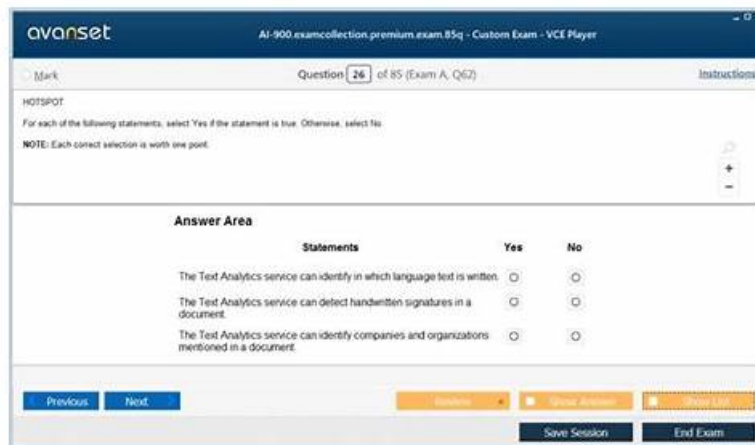 avanset
AI-900.examcollection.premium.exam.85q - Custom Exam - VCE Player
Mark
Question 26 of 85 (Exam A, Q62)
Instructions
HOTSPOT
For each of the following statements, select Yes if the statement is true. Otherwise, select No.
NOTE: Each correct selection is worth one point.
+
−
Answer Area
Statements Yes No
The Text Analytics service can identify in which language text is written.
The Text Analytics service can detect handwritten signatures in a
document.
The Text Analytics service can identify companies and organizations
mentioned in a document.
Previous Next Review Show Answer Show List
Save Session End Exam